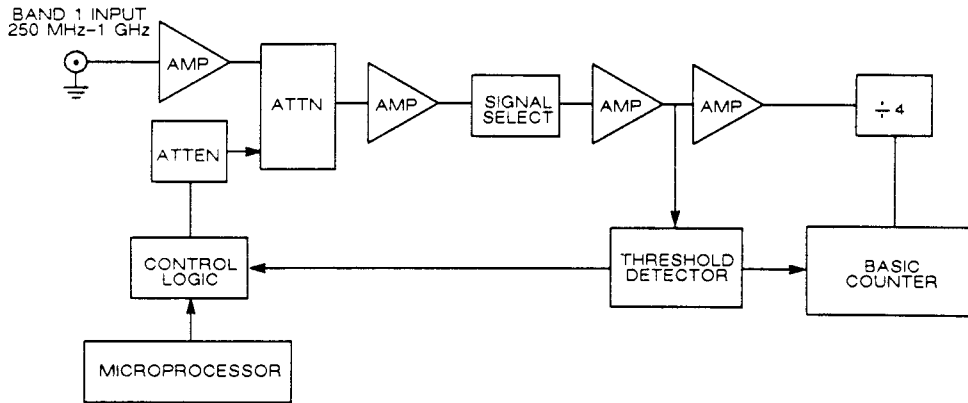 BAND 1 INPUT
250 MHz-1 GHz
AMP
ATTN
AMP
SIGNAL
SELECT
AMP
AMP
÷ 4
ATTEN
CONTROL
LOGIC
THRESHOLD
DETECTOR
BASIC
COUNTER
MICROPROCESSOR